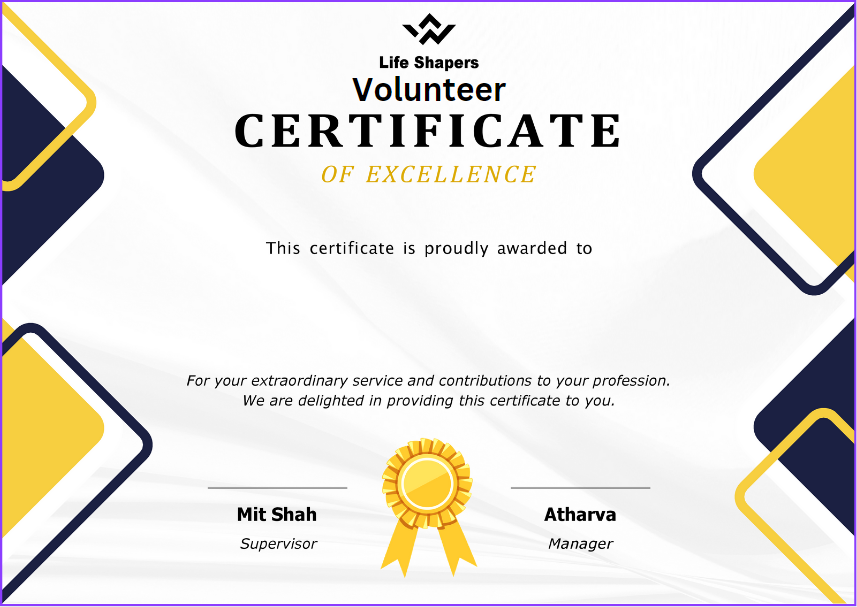 Life Shapers
Volunteer
CERTIFICATE
OF EXCELLENCE
This certificate is proudly awarded to
For your extraordinary service and contributions to your profession.
We are delighted in providing this certificate to you.
Mit Shah
Supervisor
Atharva
Manager